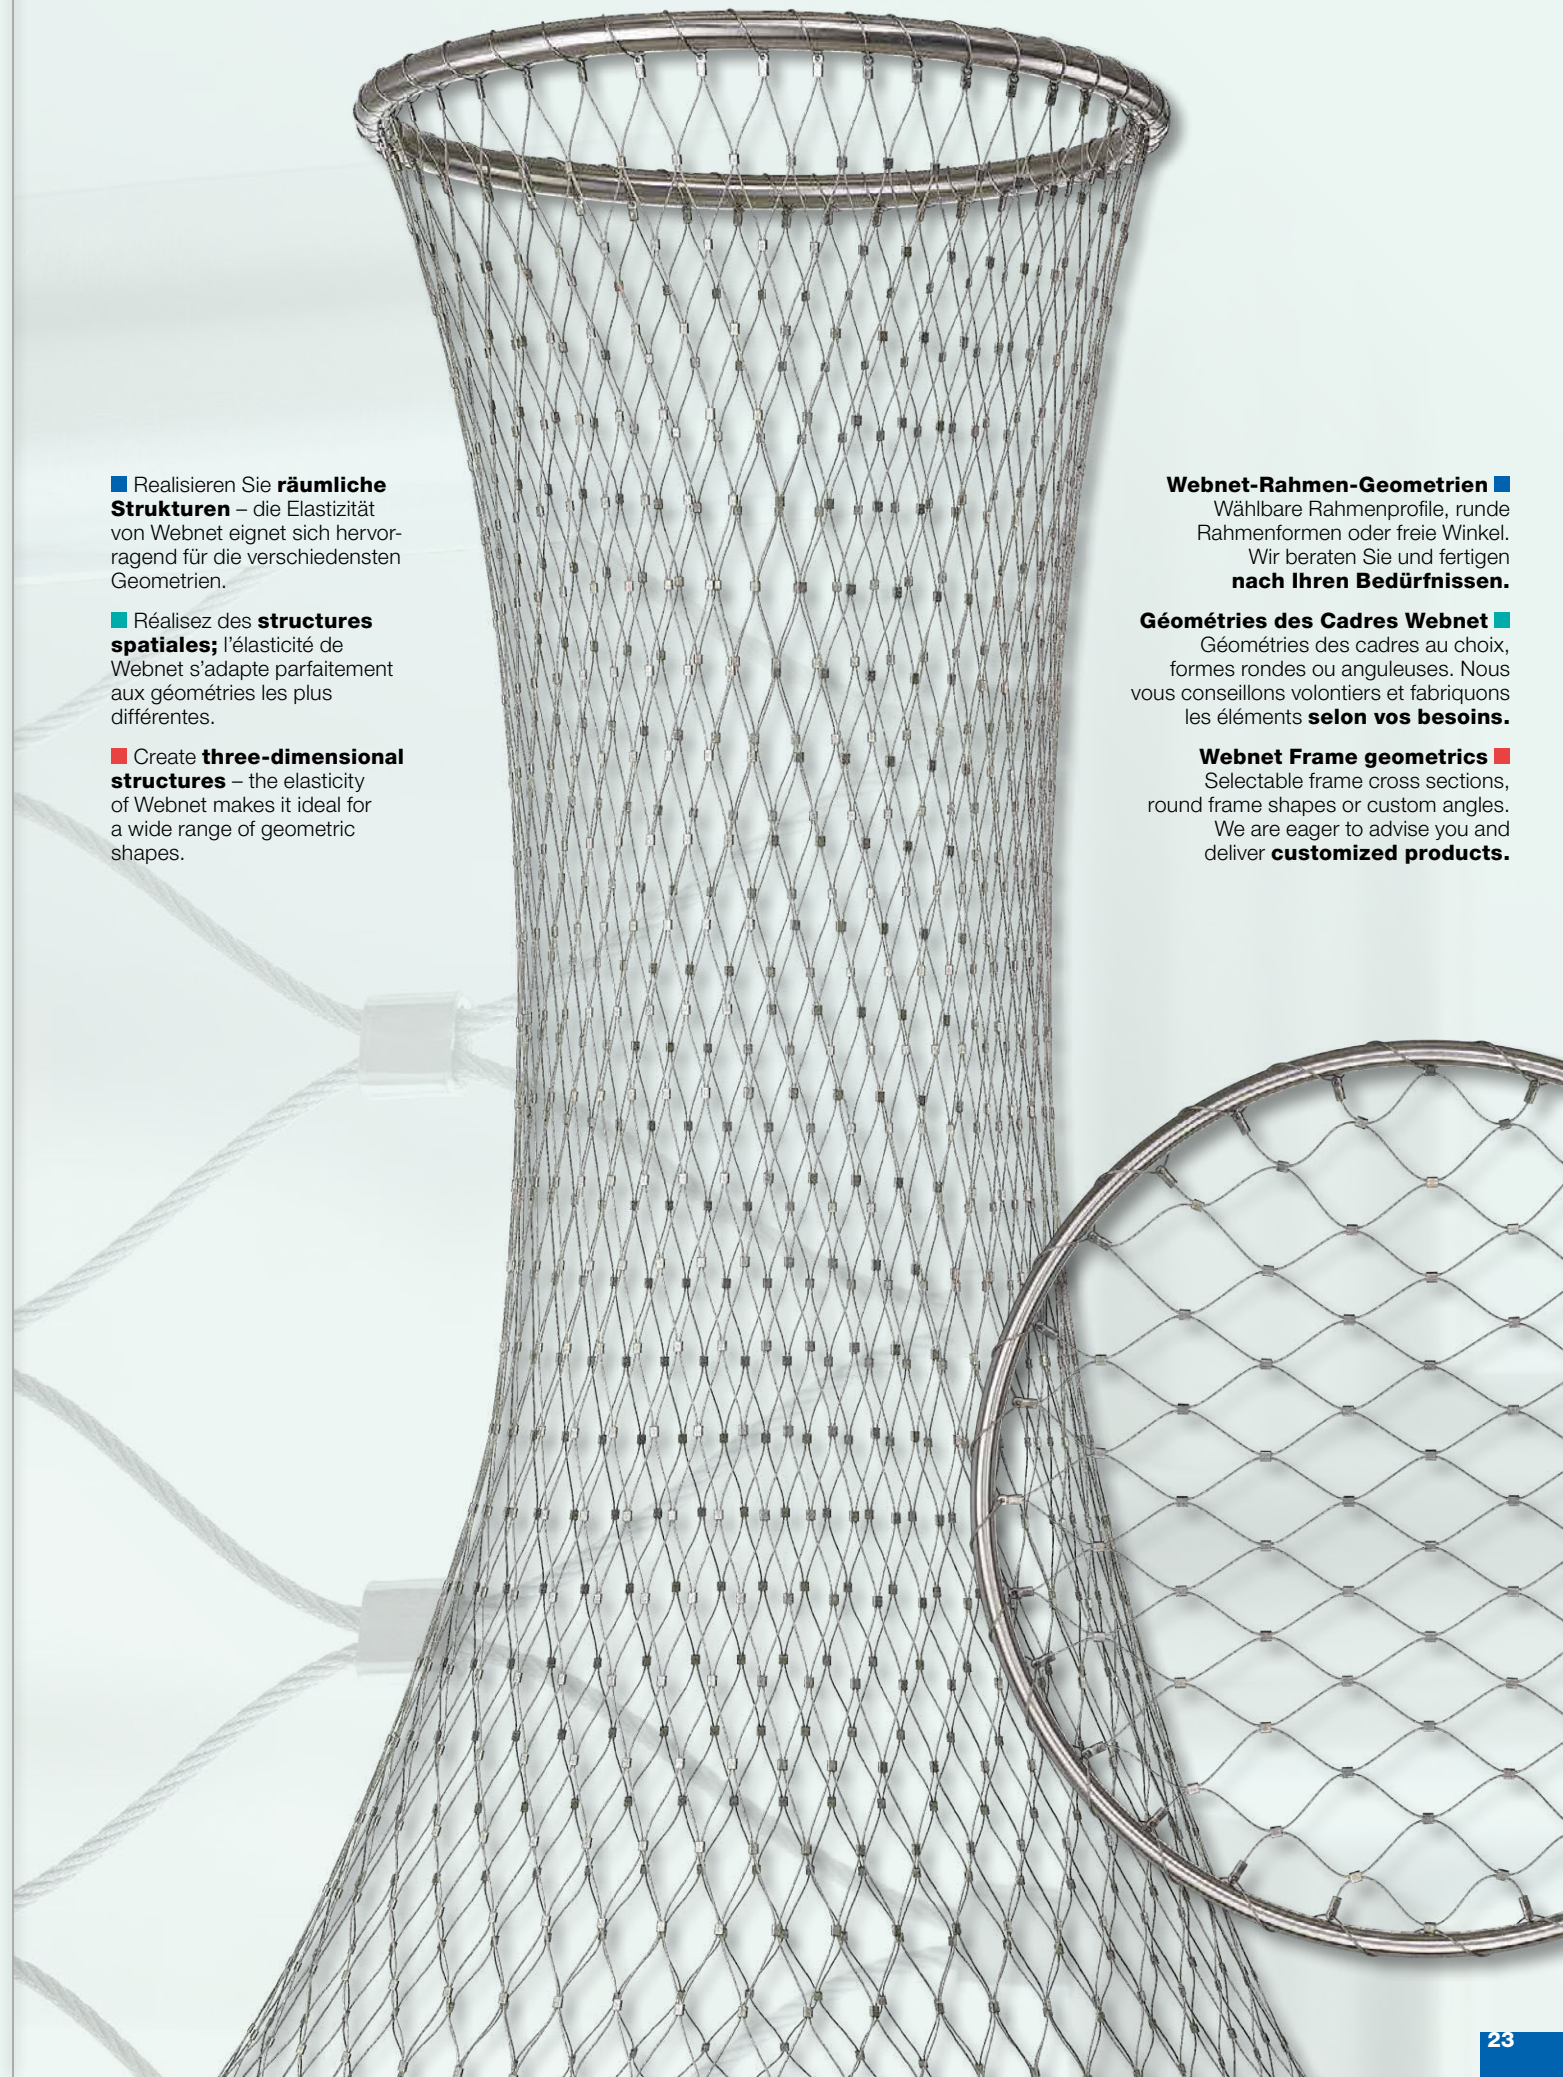 Realisieren Sie räumliche
Strukturen – die Elastizität
von Webnet eignet sich hervor-
ragend für die verschiedensten
Geometrien.
Réalisez des structures
spatiales; l’élasticité de
Webnet s’adapte parfaitement
aux géométries les plus
différentes.
Create three-dimensional
structures – the elasticity
of Webnet makes it ideal for
a wide range of geometric
shapes.
Webnet-Rahmen-Geometrien
Wählbare Rahmenprofile, runde
Rahmenformen oder freie Winkel.
Wir beraten Sie und fertigen
nach Ihren Bedürfnissen.
Géométries des Cadres Webnet
Géométries des cadres au choix,
formes rondes ou anguleuses. Nous
vous conseillons volontiers et fabriquons
les éléments selon vos besoins.
Webnet Frame geometrics
Selectable frame cross sections,
round frame shapes or custom angles.
We are eager to advise you and
deliver customized products.
23